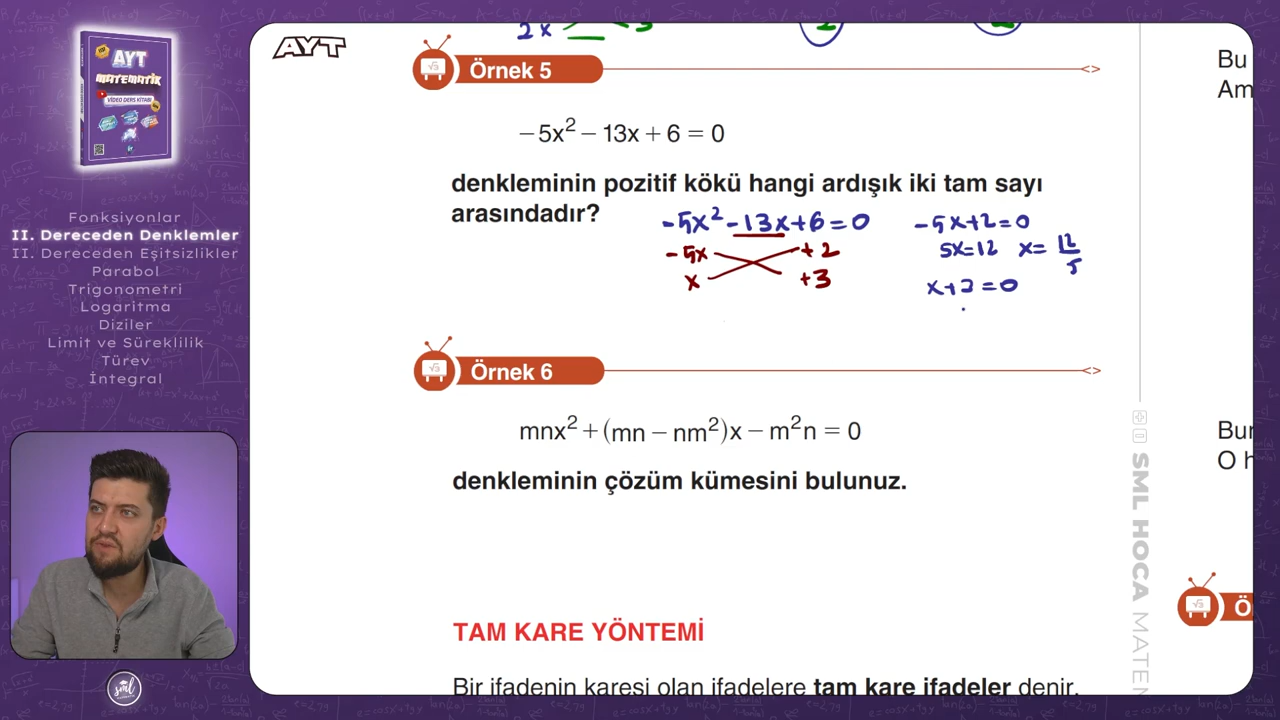 AYT
AYT
MATEMATİK
VİDEO DERS KİTABI
Fonksiyonlar
II. Dereceden Denklemler
II. Dereceden Eşitsizlikler
Parabol
Trigonometri
Logaritma
Diziler
Limit ve Süreklilik
Türev
İntegral
sml
2x
Örnek 5
−5x² − 13x + 6 = 0
denkleminin pozitif kökü hangi ardışık iki tam sayı
arasındadır?
-5x² -13x+6=0
-5x +2
x +3
-5x+2=0
5x=12 x= 12/5
x+3=0
Örnek 6
mnx² + (mn − nm²)x − m²n = 0
denkleminin çözüm kümesini bulunuz.
TAM KARE YÖNTEMİ
Bir ifadenin karesi olan ifadelere tam kare ifadeler denir.
SML HOCA MATEM
Bu
Am
Bur
O h
Ö